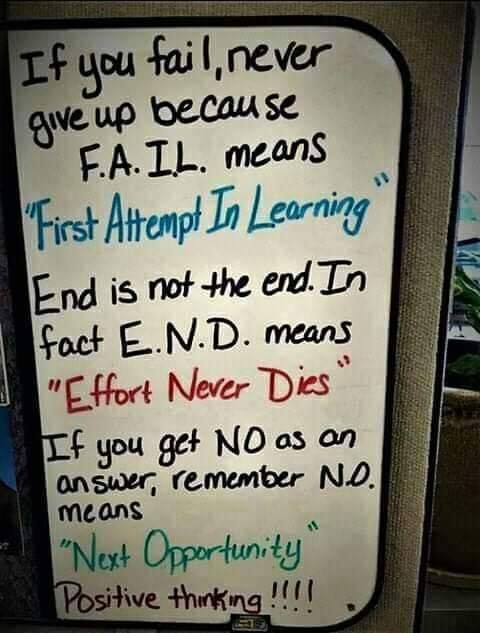 If you fail, never
give up because
F.A.I.L. means
"First Attempt In Learning"
End is not the end. In
fact E.N.D. means
"Effort Never Dies"
If you get NO as an
answer, remember N.O.
means
"Next Opportunity"
Positive thinking !!!! .